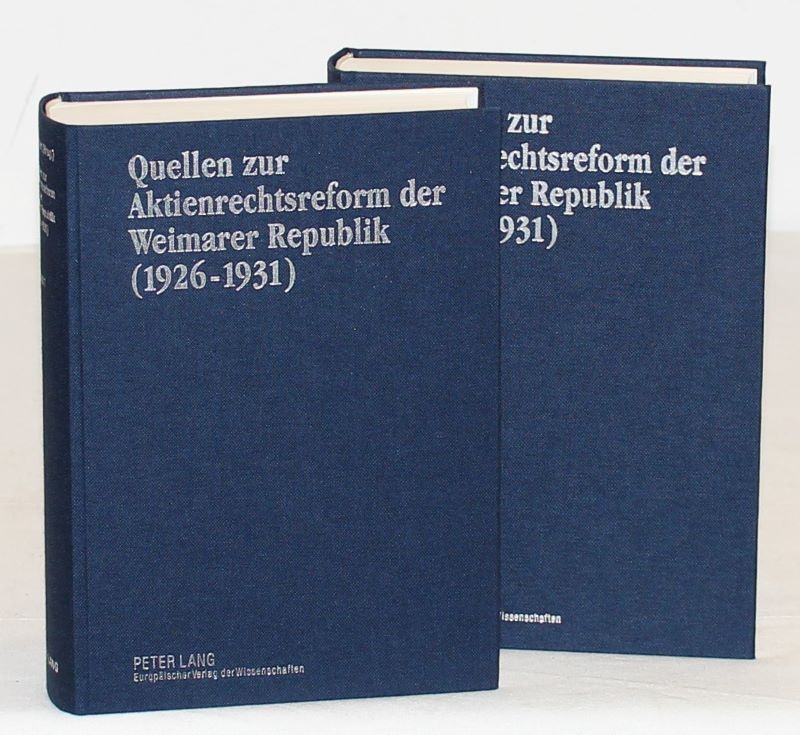 Quellen zur
Aktienrechtsreform der
Weimarer Republik
(1926-1931)
PETER LANG
Europäischer Verlag der Wissenschaften
zur
echtsreform der
er Republik
931)
Wissenschaften